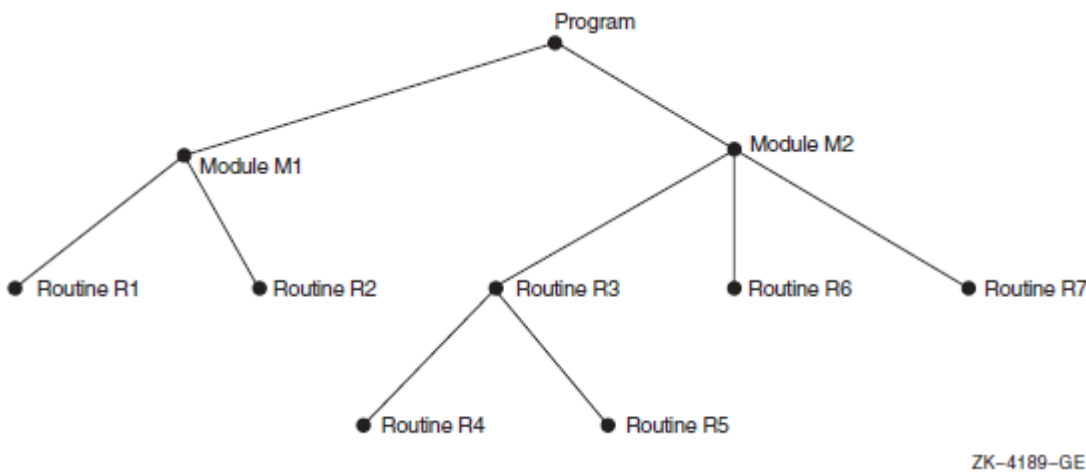 Program
Module M1
Module M2
Routine R1
Routine R2
Routine R3
Routine R6
Routine R7
Routine R4
Routine R5
ZK–4189–GE